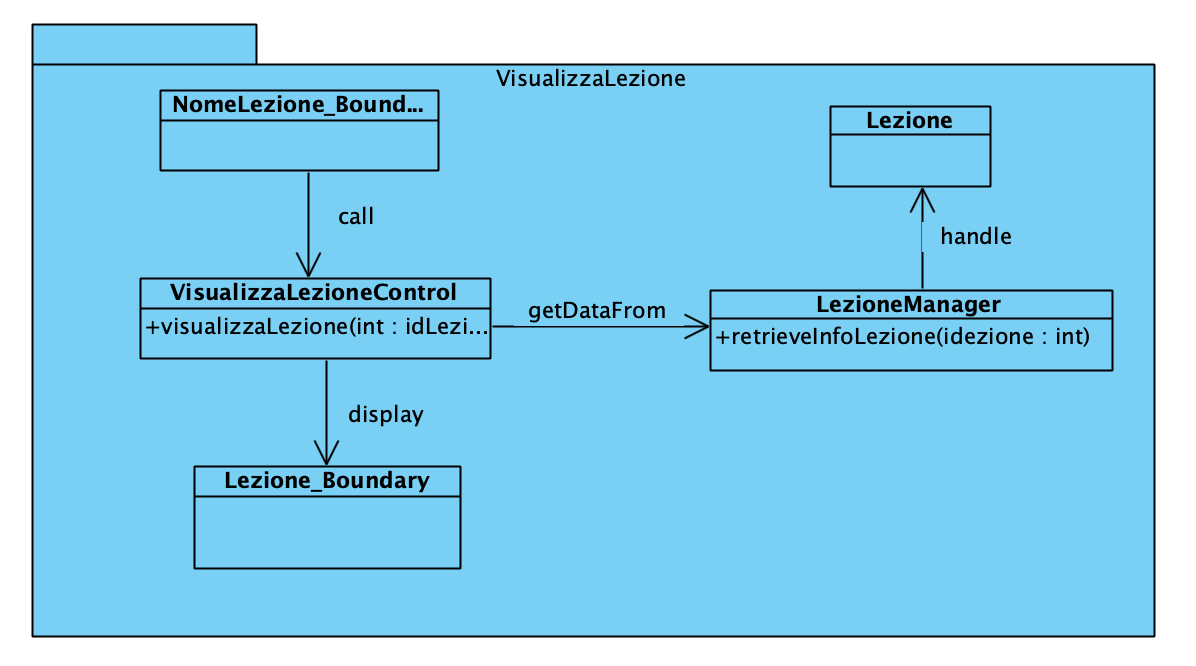 VisualizzaLezione
NomeLezione_Bound...
Lezione
call
handle
VisualizzaLezioneControl
+visualizzaLezione(int : idLezi...
getDataFrom
LezioneManager
+retrieveInfoLezione(idezione : int)
display
Lezione_Boundary